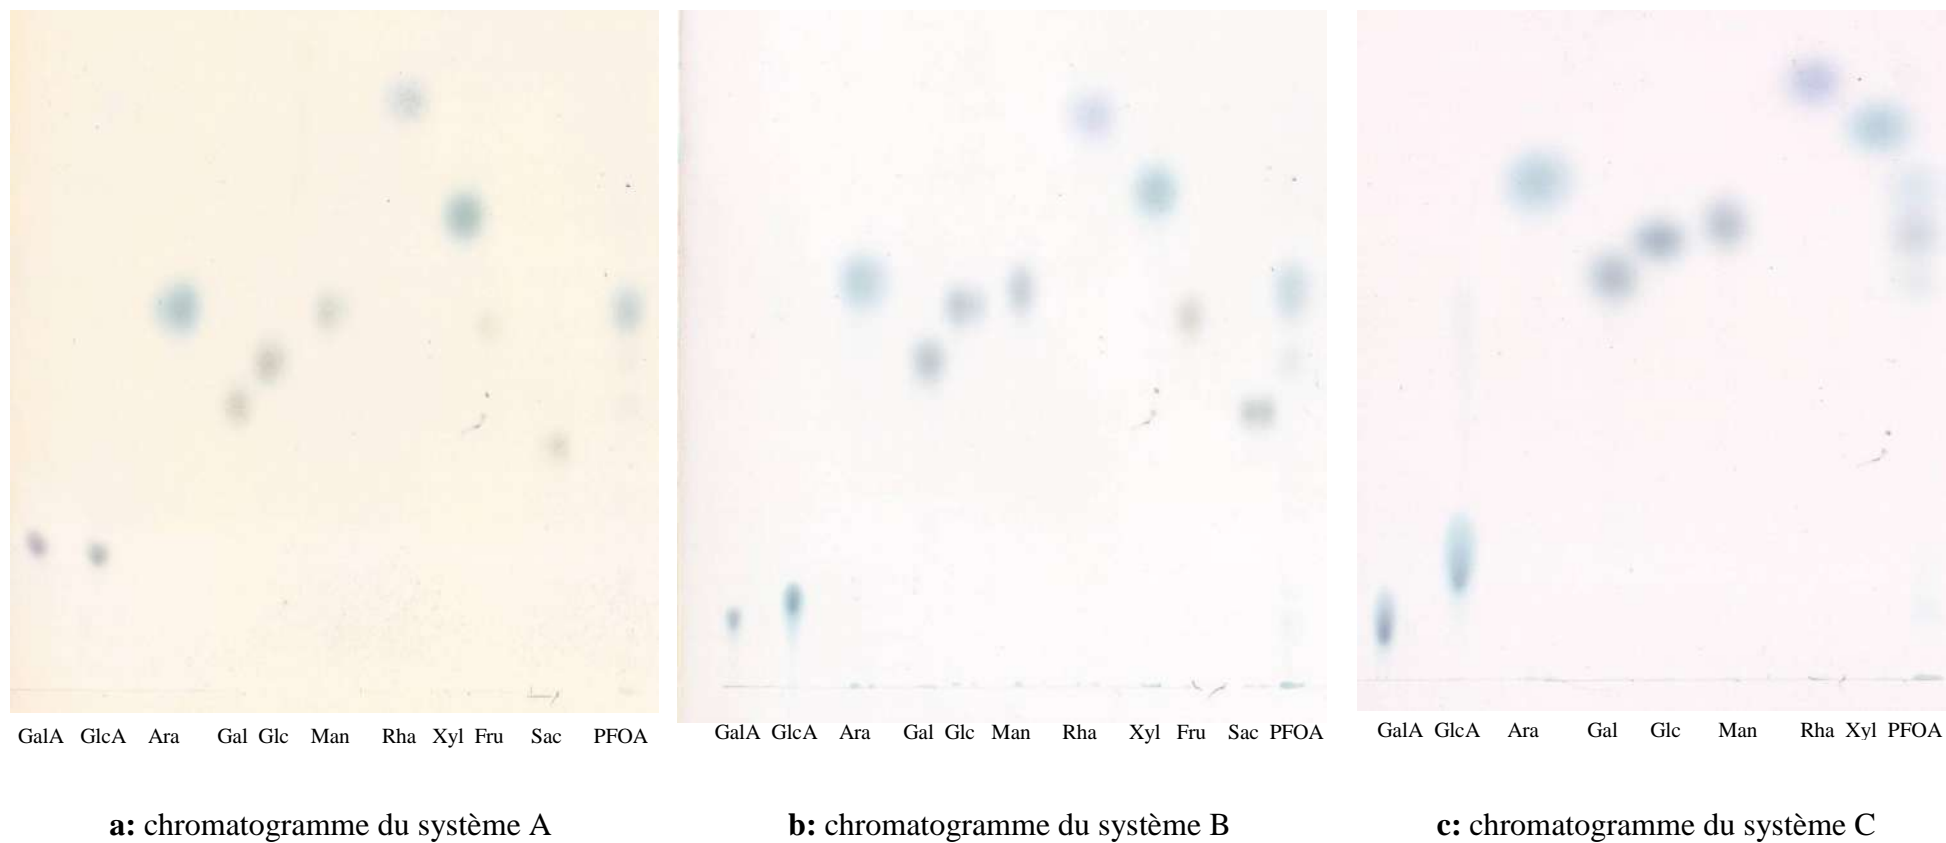 GalA GlcA Ara Gal Glc Man Rha Xyl Fru Sac PFOA
GalA GlcA Ara Gal Glc Man Rha Xyl Fru Sac PFOA
GalA GlcA Ara Gal Glc Man Rha Xyl PFOA
a: chromatogramme du système A
b: chromatogramme du système B
c: chromatogramme du système C